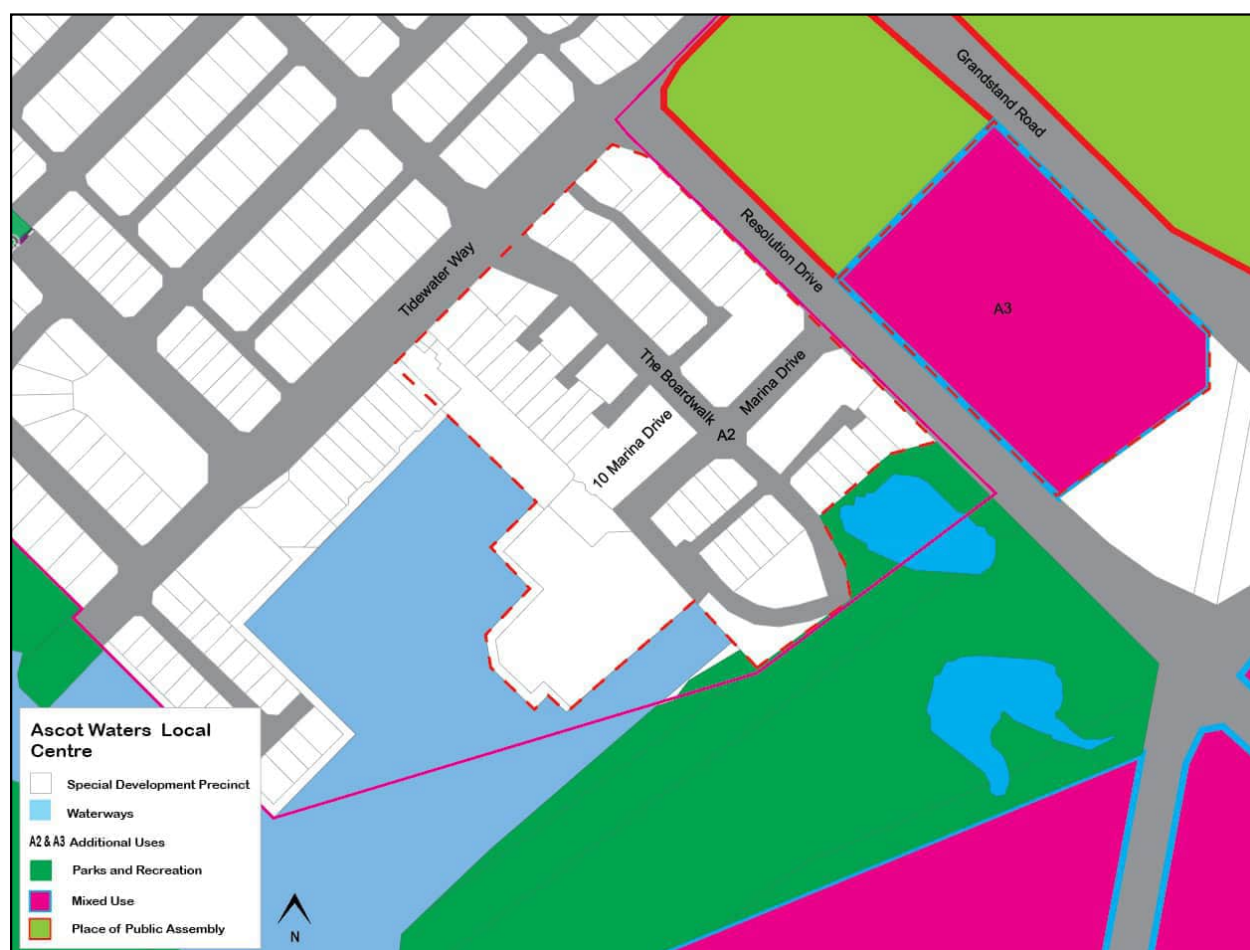 Grandstand Road
Resolution Drive
Tidewater Way
A3
The Boardwalk
Marina Drive
A2
10 Marina Drive
Ascot Waters Local
Centre
Special Development Precinct
Waterways
A2 & A3 Additional Uses
Parks and Recreation
Mixed Use
Place of Public Assembly
N